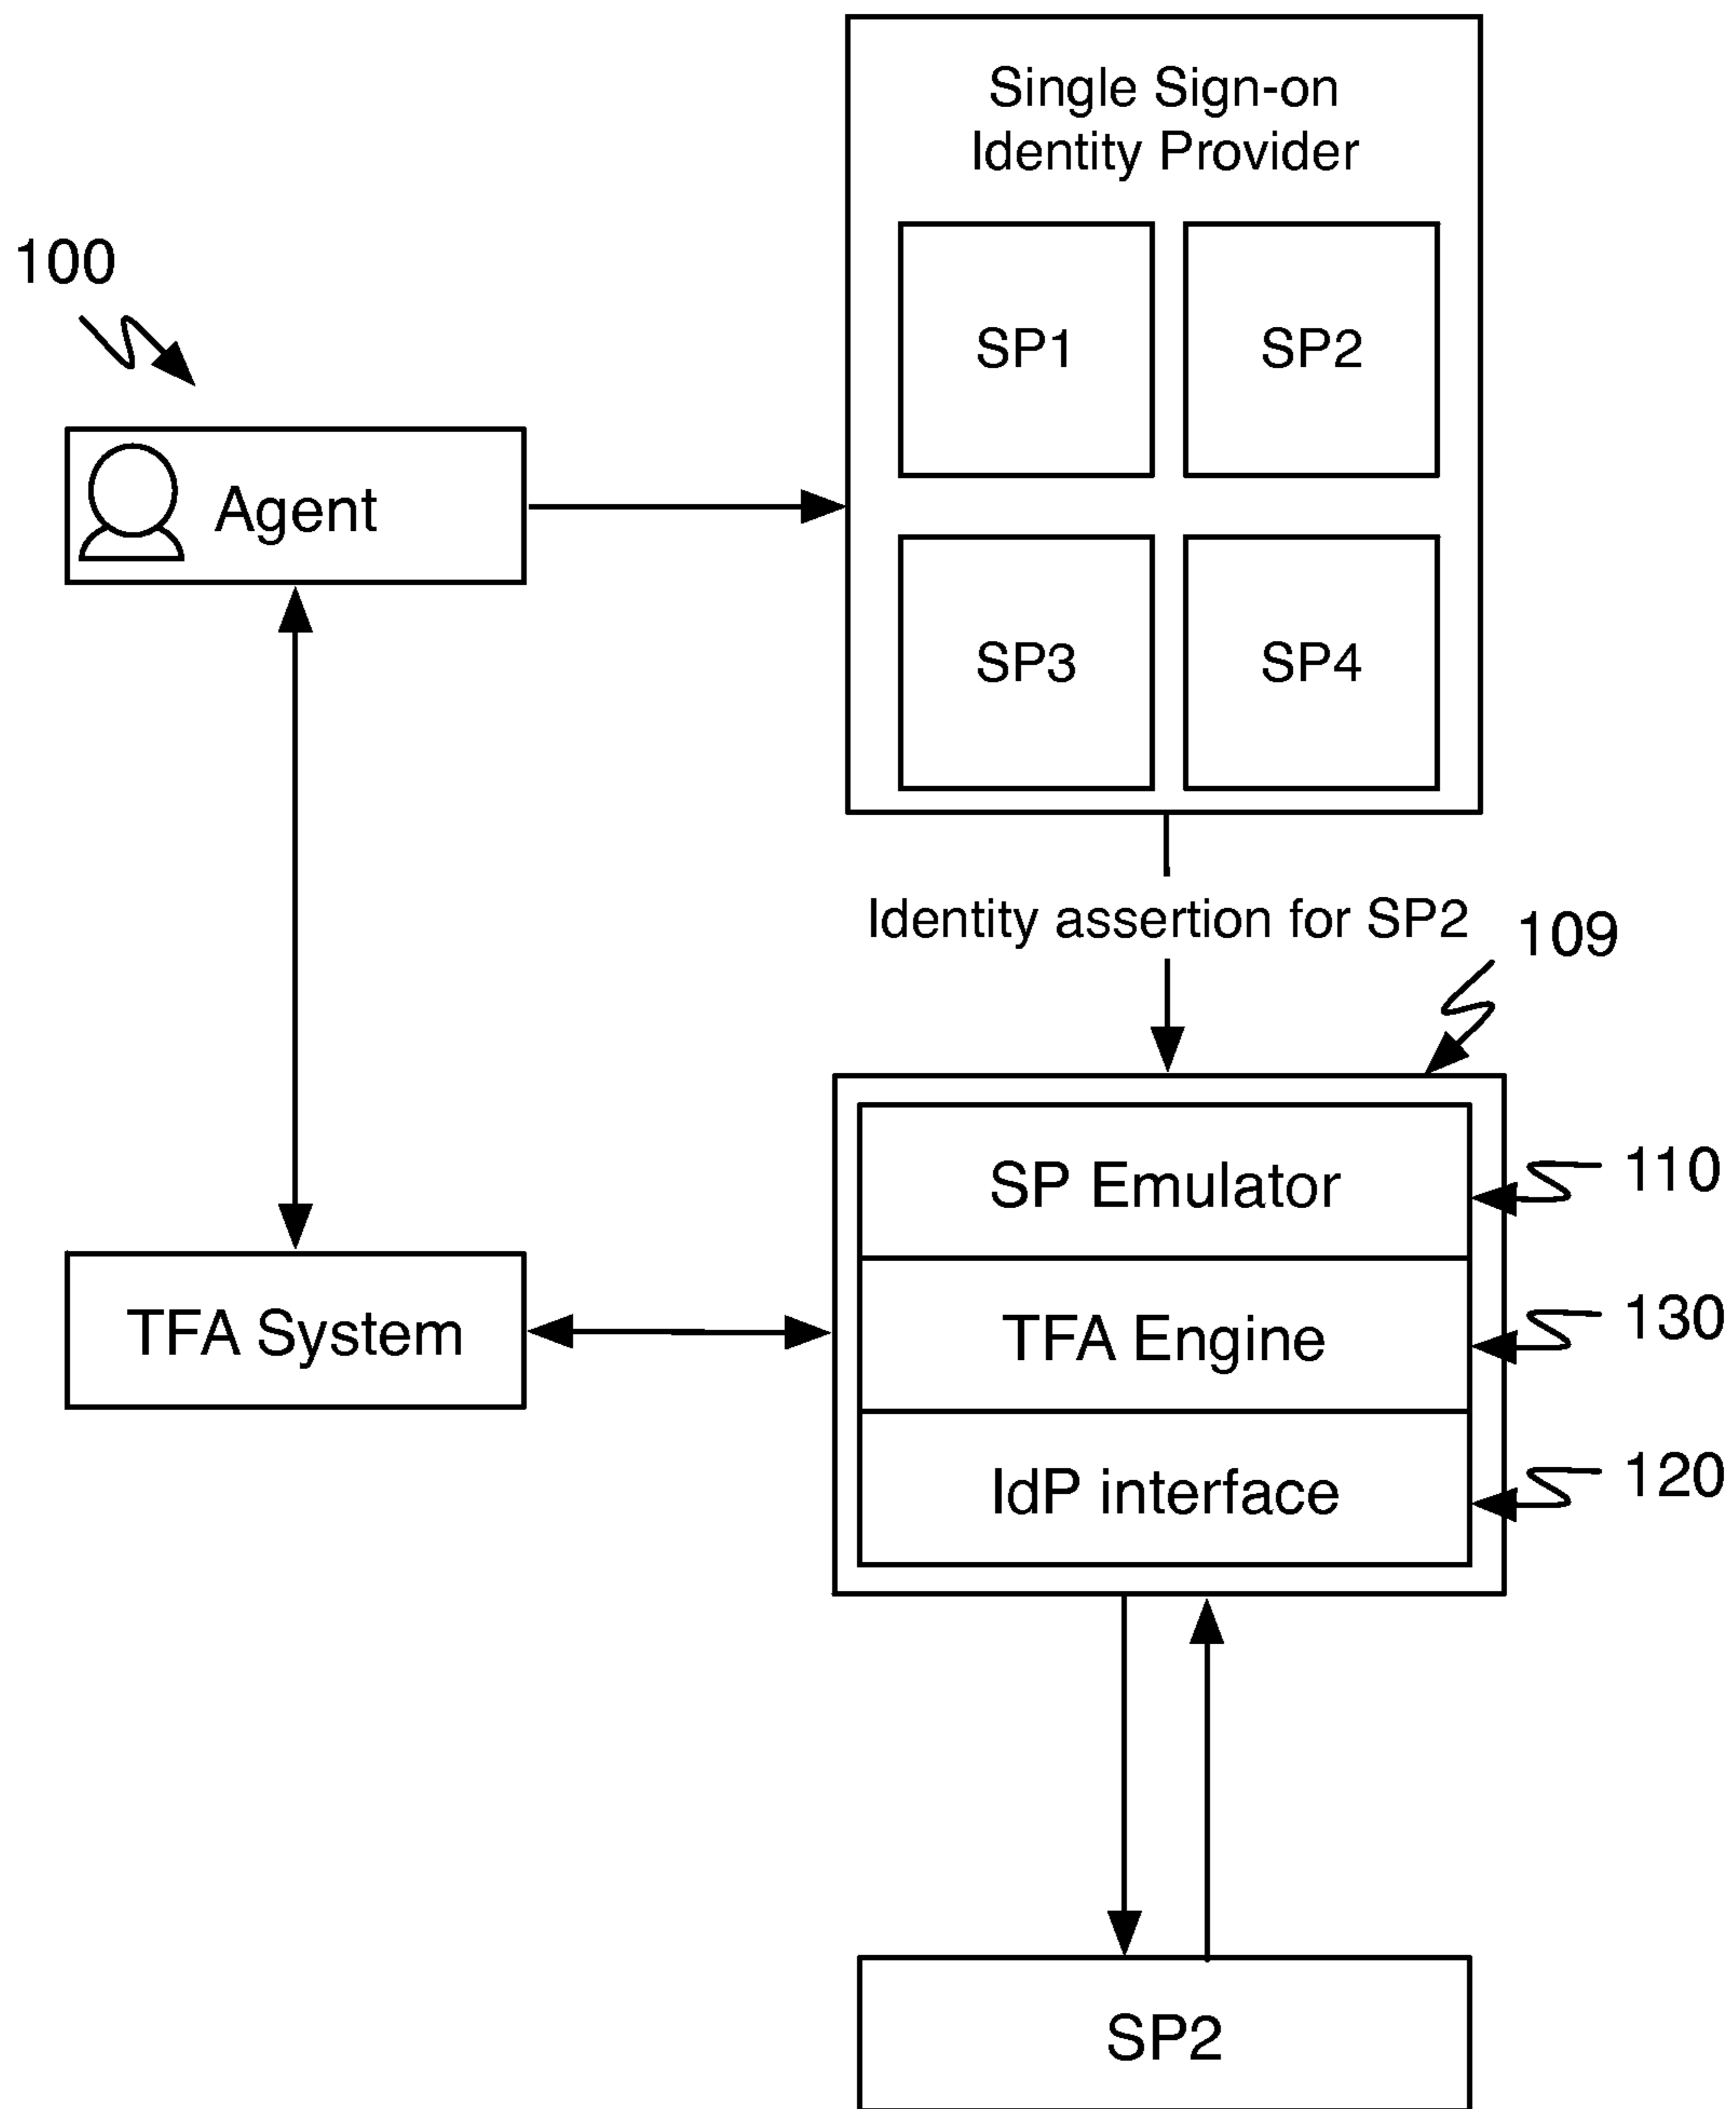 Single Sign-on
Identity Provider
100
SP1
SP2
Agent
SP3
SP4
Identity assertion for SP2
109
SP Emulator
110
TFA System
TFA Engine
130
IdP interface
120
SP2